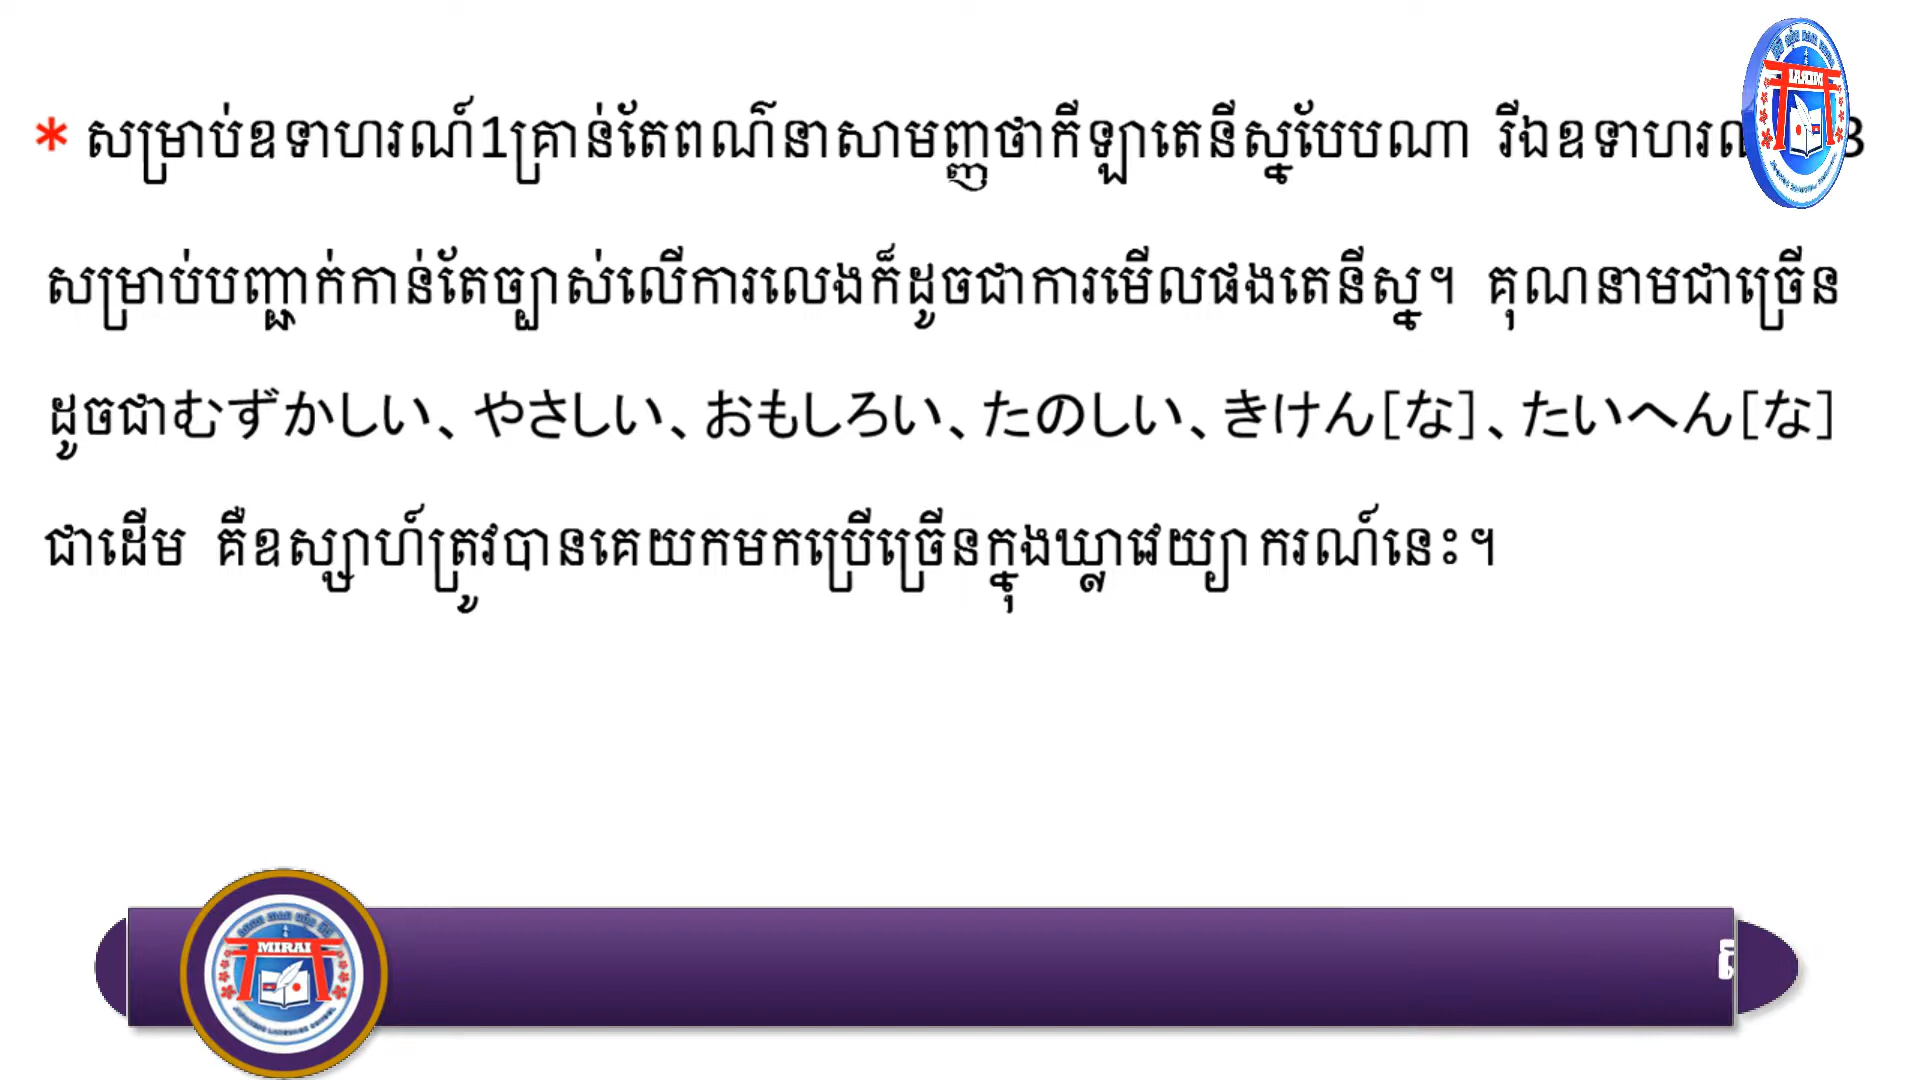 * សម្រាប់ឧទាហរណ៍1គ្រាន់តែពណ៌នាសាមញ្ញថាកីឡាតេនីស្នបែបណា រីឯឧទាហរណ៍ 3
សម្រាប់បញ្ជាក់កាន់តែច្បាស់លើការលេងក៏ដូចជាការមើលផងតេនីស្ន។ គុណនាមជាច្រើន
ដូចជាむずかしい、やさしい、おもしろい、たのしい、きけん[な]、たいへん[な]
ជាដើម គឺឧស្សាហ៍ត្រូវបានគេយកមកប្រើច្រើនក្នុងឃ្លាវេយ្យាករណ៍នេះ។
MIRAI